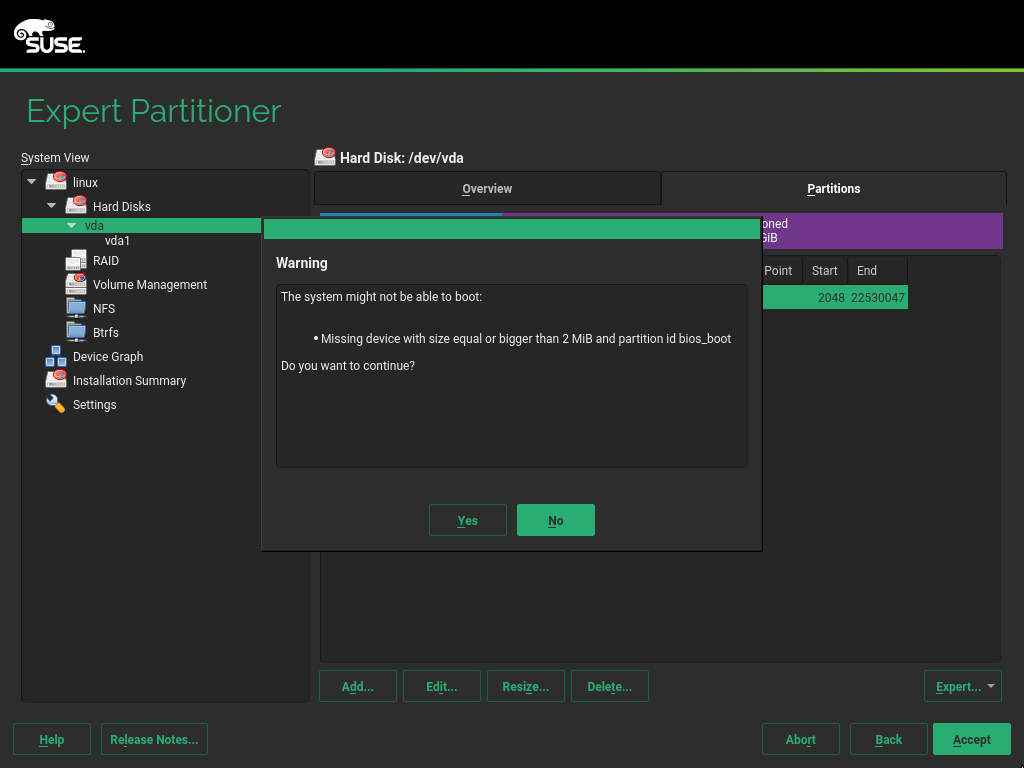 SUSE
Expert Partitioner
System View
linux
Hard Disks
vda
vda1
RAID
Volume Management
NFS
Btrfs
Device Graph
Installation Summary
Settings
Hard Disk: /dev/vda
Overview
Partitions
Point
Start
End
2048
22530047
Warning
The system might not be able to boot:
• Missing device with size equal or bigger than 2 MiB and partition id bios_boot
Do you want to continue?
Yes
No
Add...
Edit...
Resize...
Delete...
Expert...
Help
Release Notes...
Abort
Back
Accept